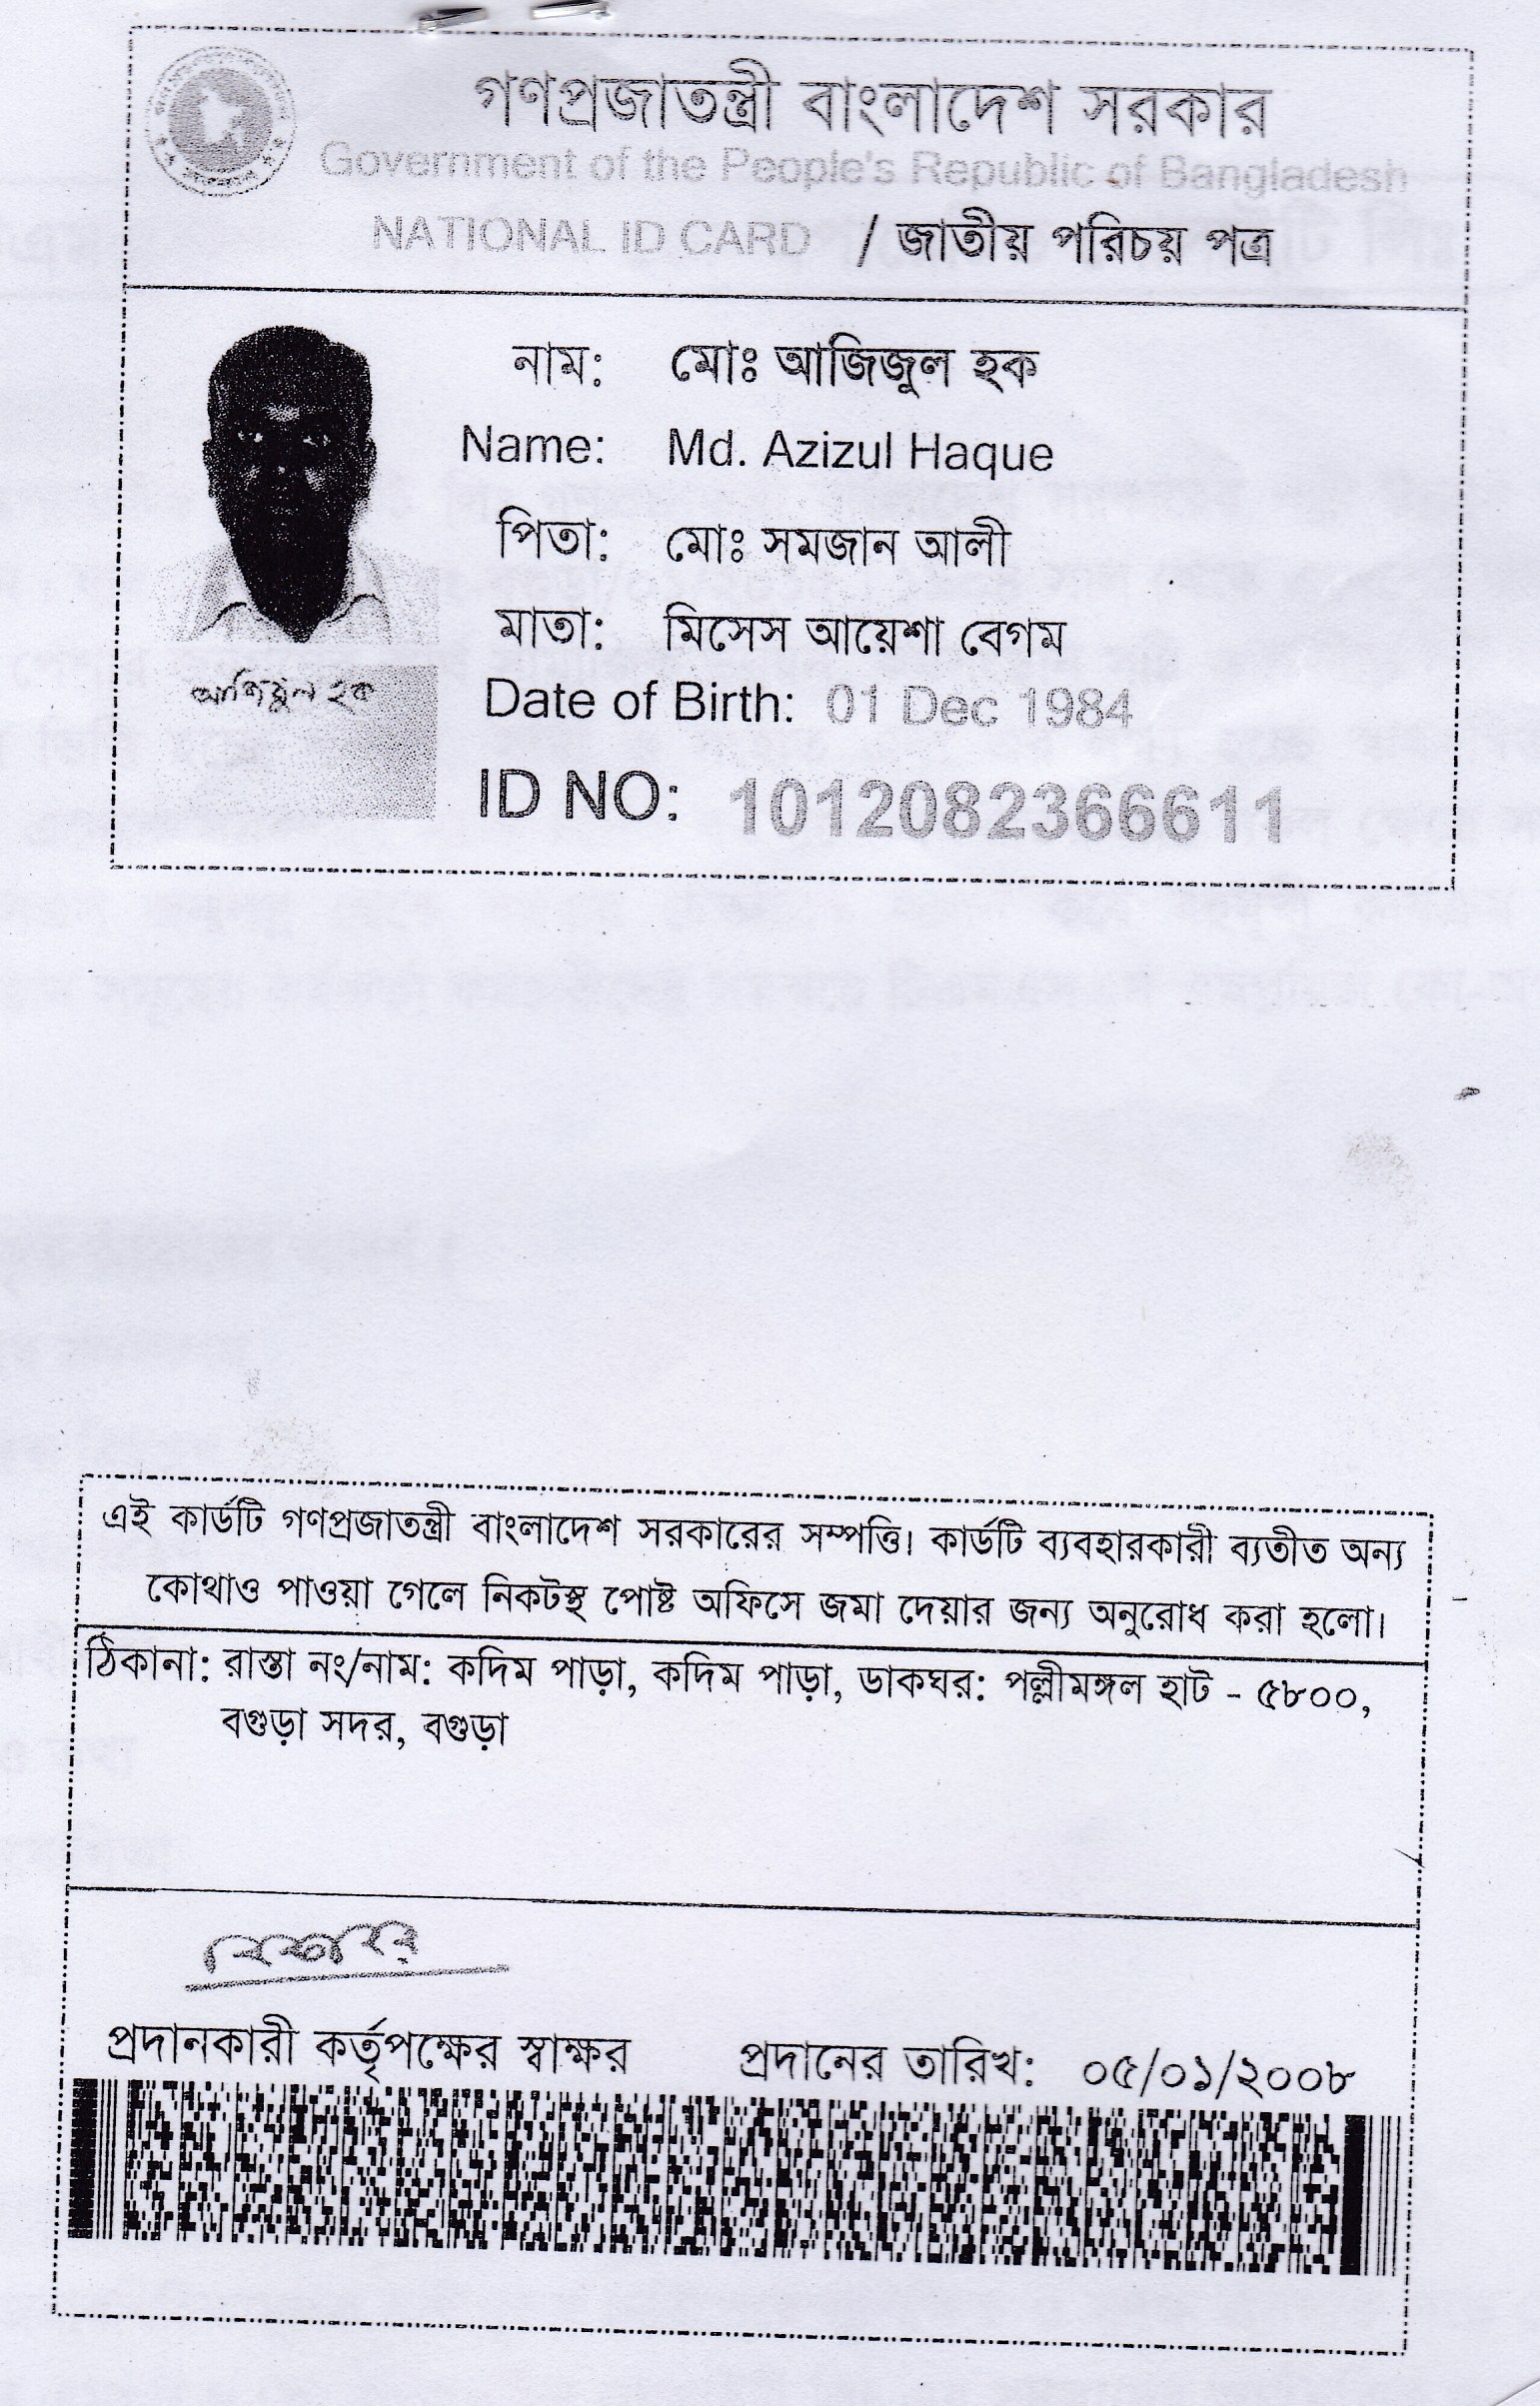 গণপ্রজাতন্ত্রী বাংলাদেশ সরকার
Government of the People's Republic of Bangladesh
NATIONAL ID CARD / জাতীয় পরিচয় পত্র
নাম: মোঃ আজিজুল হক
Name: Md. Azizul Haque
পিতা: মোঃ সমজান আলী
মাতা: মিসেস আয়েশা বেগম
আজিজুল হক
Date of Birth: 01 Dec 1984
ID NO: 1012082366611
এই কার্ডটি গণপ্রজাতন্ত্রী বাংলাদেশ সরকারের সম্পত্তি। কার্ডটি ব্যবহারকারী ব্যতীত অন্য
কোথাও পাওয়া গেলে নিকটস্থ পোষ্ট অফিসে জমা দেয়ার জন্য অনুরোধ করা হলো।
ঠিকানা: রাস্তা নং/নাম: কদিম পাড়া, কদিম পাড়া, ডাকঘর: পল্লীমঙ্গল হাট - ৫৮০০,
বগুড়া সদর, বগুড়া
প্রদানকারী কর্তৃপক্ষের স্বাক্ষর প্রদানের তারিখ: ০৫/০১/২০০৮